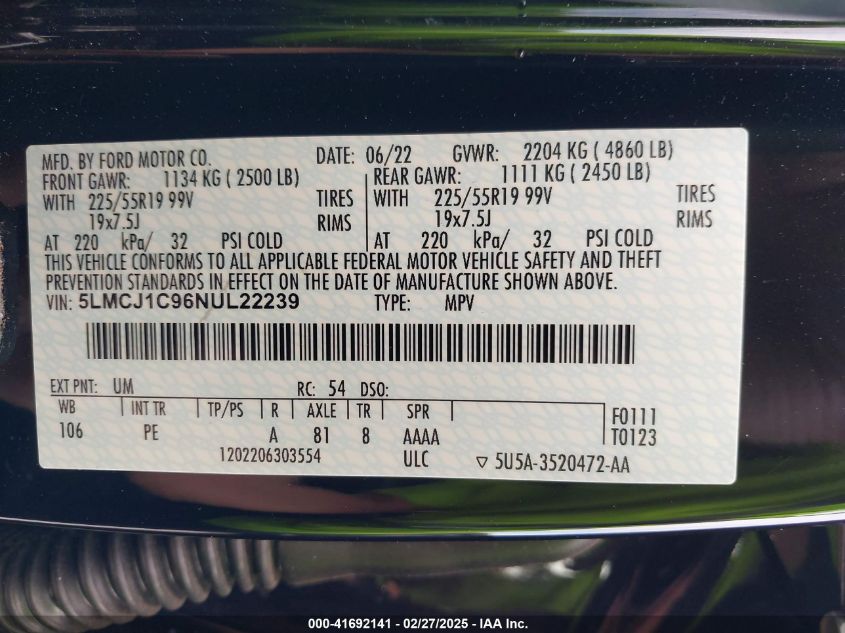 MFD. BY FORD MOTOR CO. DATE: 06/22 GVWR: 2204 KG ( 4860 LB)
FRONT GAWR: 1134 KG ( 2500 LB) REAR GAWR: 1111 KG ( 2450 LB)
WITH 225/55R19 99V TIRES WITH 225/55R19 99V TIRES
19x7.5J RIMS 19x7.5J RIMS
AT 220 kPa/ 32 PSI COLD AT 220 kPa/ 32 PSI COLD
THIS VEHICLE CONFORMS TO ALL APPLICABLE FEDERAL MOTOR VEHICLE SAFETY AND THEFT
PREVENTION STANDARDS IN EFFECT ON THE DATE OF MANUFACTURE SHOWN ABOVE.
VIN: 5LMCJ1C96NUL22239 TYPE: MPV
EXT PNT: UM RC: 54 DSO:
WB INT TR TP/PS R AXLE TR SPR F0111
106 PE A 81 8 AAAA T0123
1202206303554 ULC ▽ 5U5A-3520472-AA
000-41692141 - 02/27/2025 - IAA Inc.